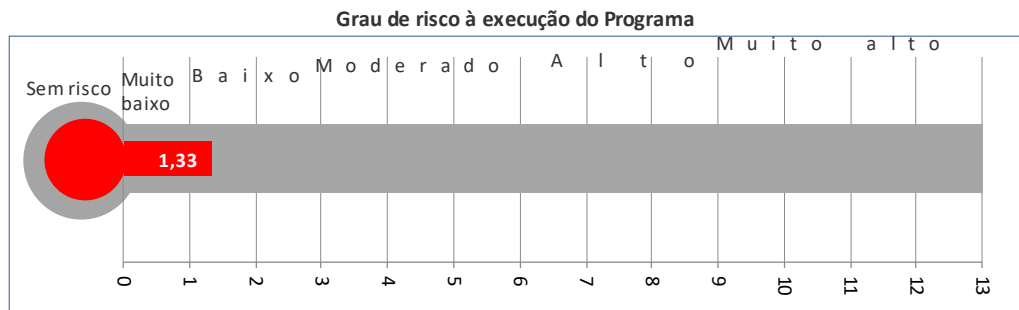 Grau de risco à execução do Programa
Sem risco
Muito baixo
Baixo
Moderado
Alto
Muito alto
1,33
0
1
2
3
4
5
6
7
8
9
10
11
12
13